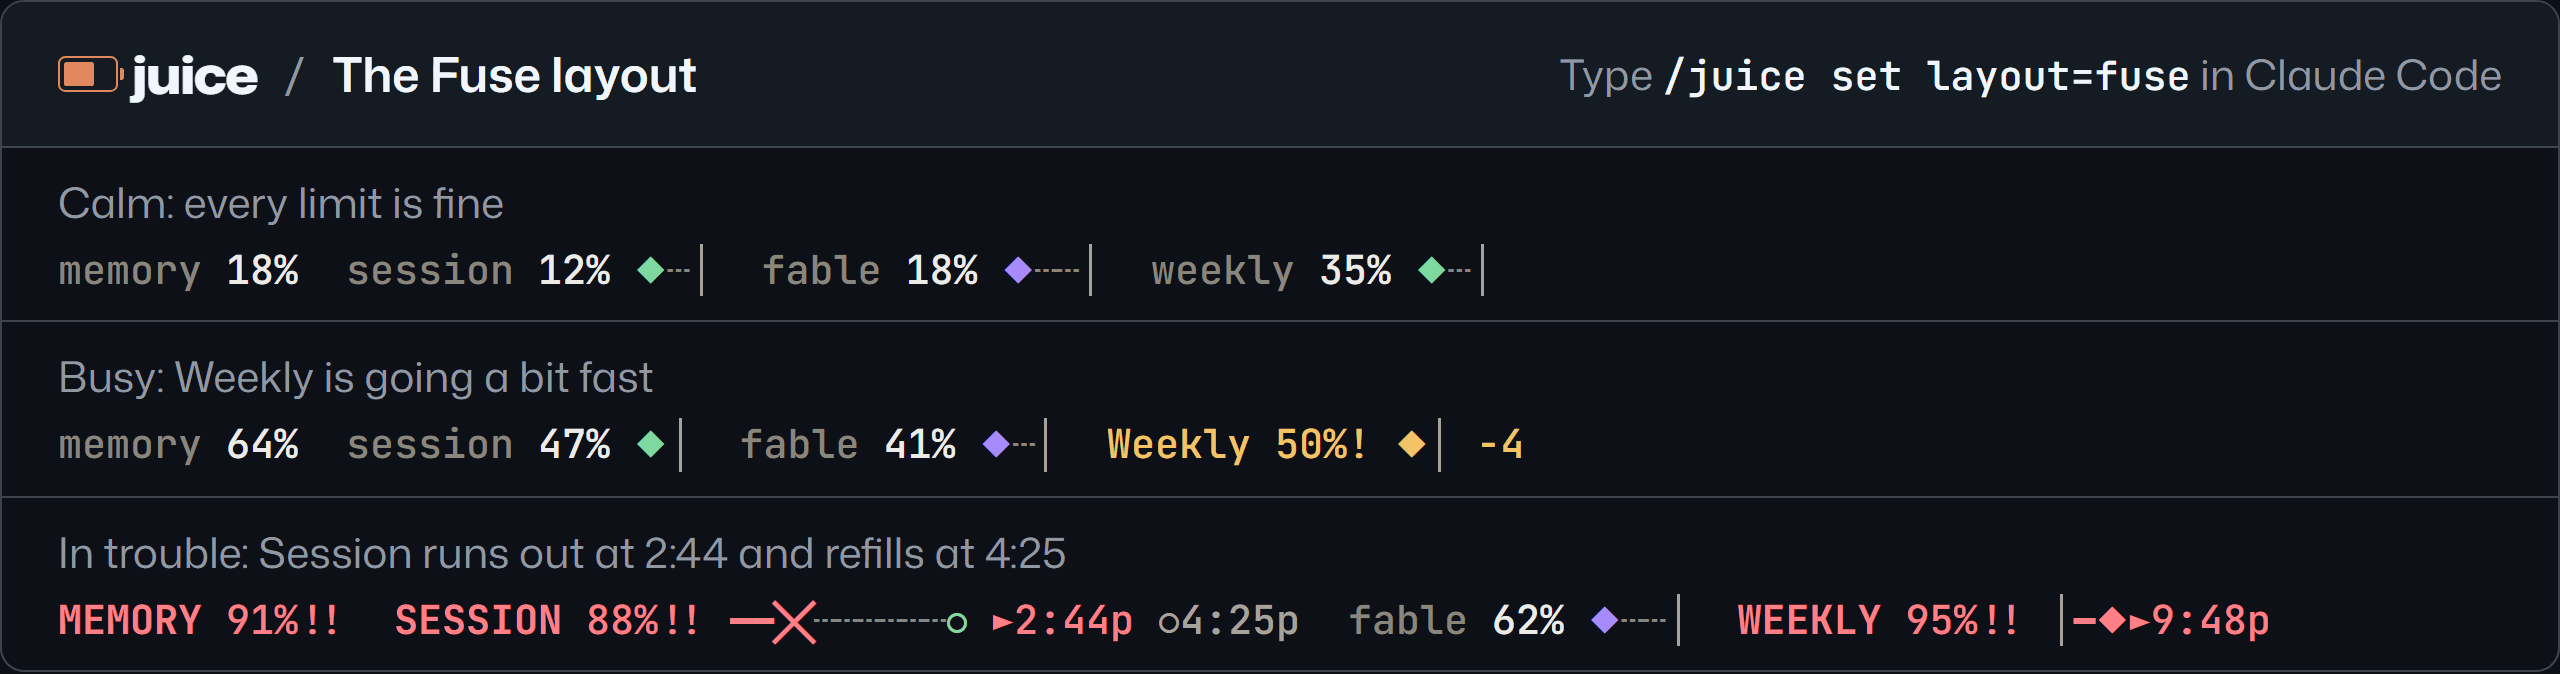 juice / The Fuse layout
Type /juice set layout=fuse in Claude Code
Calm: every limit is fine
memory 18% session 12% ◆---| fable 18% ◆----| weekly 35% ◆---|
Busy: Weekly is going a bit fast
memory 64% session 47% ◆| fable 41% ◆---| Weekly 50%! ◆| -4
In trouble: Session runs out at 2:44 and refills at 4:25
MEMORY 91%!! SESSION 88%!! ━╳-----------○ ►2:44p ○4:25p fable 62% ◆----| WEEKLY 95%!! |━◆►9:48p